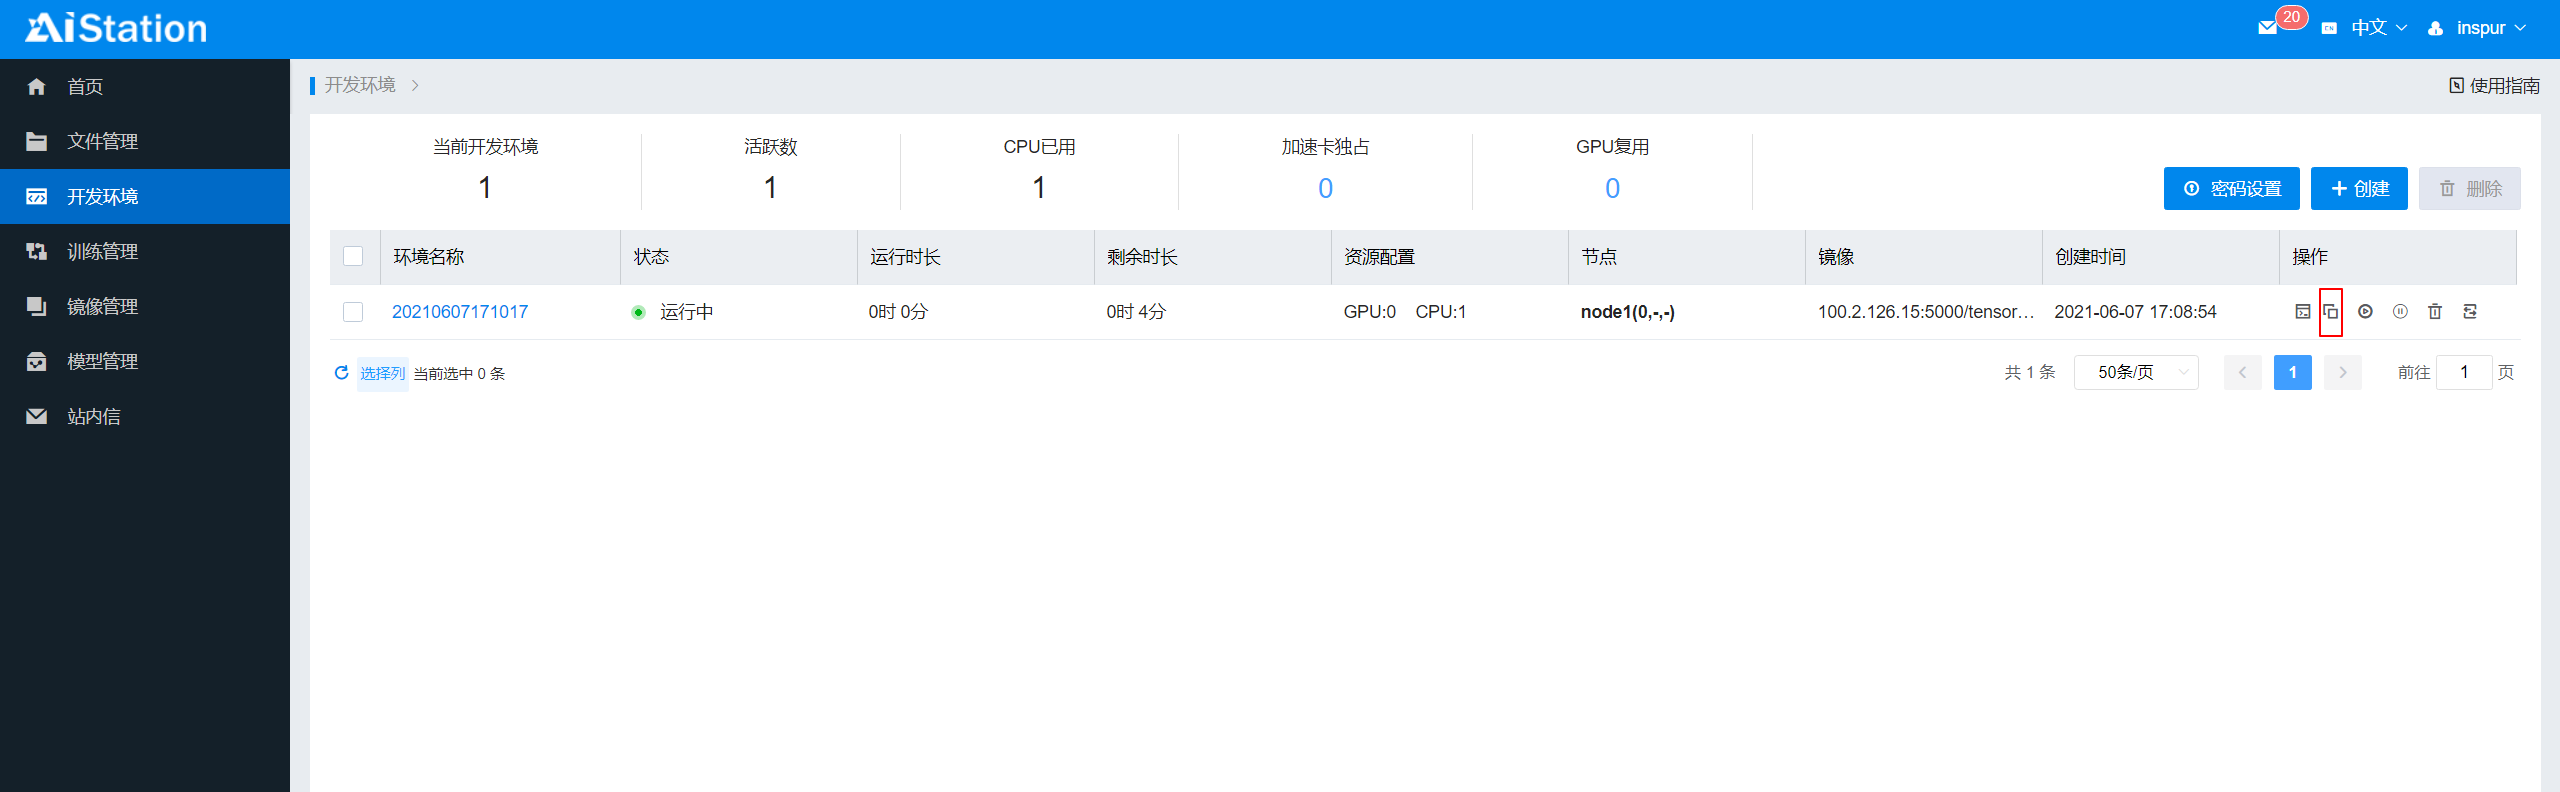 AiStation
20
EN
中文
inspur
首页
文件管理
开发环境
训练管理
镜像管理
模型管理
站内信
开发环境
使用指南
当前开发环境 活跃数 CPU已用 加速卡独占 GPU复用
1 1 1 0 0
密码设置 创建 删除
环境名称 状态 运行时长 剩余时长 资源配置 节点 镜像 创建时间 操作
20210607171017 运行中 0时 0分 0时 4分 GPU:0 CPU:1 node1(0,-,-) 100.2.126.15:5000/tensor... 2021-06-07 17:08:54
选择列 当前选中 0 条
共 1 条 50条/页 1 前往 1 页